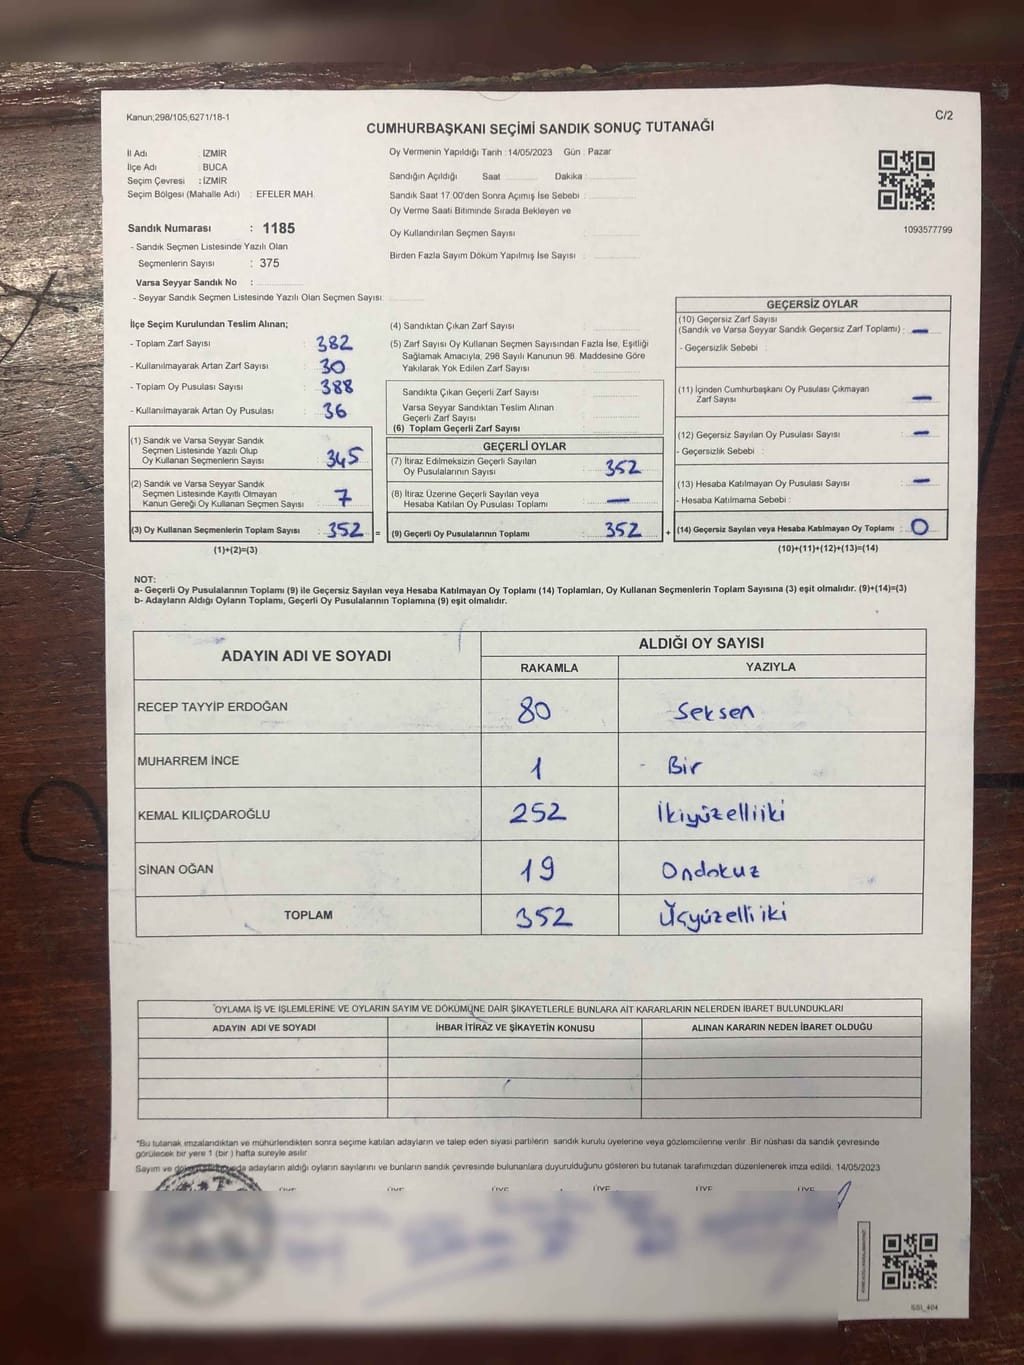 Kanun;298/105,6271/18-1
C/2
CUMHURBAŞKANI SEÇİMİ SANDIK SONUÇ TUTANAĞI
İl Adı : İZMİR
İlçe Adı : BUCA
Seçim Çevresi : İZMİR
Seçim Bölgesi (Mahalle Adı) : EFELER MAH.
Oy Vermenin Yapıldığı Tarih : 14/05/2023 Gün : Pazar
Sandığın Açıldığı Saat Dakika :
Sandık Saat 17.00'den Sonra Açımış İse Sebebi :
Oy Verme Saati Bitiminde Sırada Bekleyen ve
Oy Kullandırılan Seçmen Sayısı :
Birden Fazla Sayım Döküm Yapılmış İse Sayısı :
1093577799
Sandık Numarası : 1185
- Sandık Seçmen Listesinde Yazılı Olan
Seçmenlerin Sayısı : 375
Varsa Seyyar Sandık No :
- Seyyar Sandık Seçmen Listesinde Yazılı Olan Seçmen Sayısı:
İlçe Seçim Kurulundan Teslim Alınan;
- Toplam Zarf Sayısı : 382
- Kullanılmayarak Artan Zarf Sayısı : 30
- Toplam Oy Pusulası Sayısı : 388
- Kullanılmayarak Artan Oy Pusulası : 36
(1) Sandık ve Varsa Seyyar Sandık
Seçmen Listesinde Yazılı Olup
Oy Kullanan Seçmenlerin Sayısı : 345
(2) Sandık ve Varsa Seyyar Sandık
Seçmen Listesinde Kayıtlı Olmayan
Kanun Gereği Oy Kullanan Seçmen Sayısı : 7
(3) Oy Kullanan Seçmenlerin Toplam Sayısı : 352 =
(1)+(2)=(3)
(4) Sandıktan Çıkan Zarf Sayısı :
(5) Zarf Sayısı Oy Kullanan Seçmen Sayısından Fazla İse, Eşitliği
Sağlamak Amacıyla, 298 Sayılı Kanunun 98. Maddesine Göre
Yakılarak Yok Edilen Zarf Sayısı :
Sandıkta Çıkan Geçerli Zarf Sayısı :
Varsa Seyyar Sandıktan Teslim Alınan
Geçerli Zarf Sayısı :
(6) Toplam Geçerli Zarf Sayısı :
GEÇERLİ OYLAR
(7) İtiraz Edilmeksizin Geçerli Sayılan
Oy Pusulalarının Sayısı : 352
(8) İtiraz Üzerine Geçerli Sayılan veya
Hesaba Katılan Oy Pusulası Toplamı : —
(9) Geçerli Oy Pusulalarının Toplamı : 352 +
GEÇERSİZ OYLAR
(10) Geçersiz Zarf Sayısı
(Sandık ve Varsa Seyyar Sandık Geçersiz Zarf Toplamı) : —
- Geçersizlik Sebebi :
(11) İçinden Cumhurbaşkanı Oy Pusulası Çıkmayan
Zarf Sayısı : —
(12) Geçersiz Sayılan Oy Pusulası Sayısı : —
- Geçersizlik Sebebi :
(13) Hesaba Katılmayan Oy Pusulası Sayısı : —
- Hesaba Katılmama Sebebi :
(14) Geçersiz Sayılan veya Hesaba Katılmayan Oy Toplamı : 0
(10)+(11)+(12)+(13)=(14)
NOT:
a- Geçerli Oy Pusulalarının Toplamı (9) ile Geçersiz Sayılan veya Hesaba Katılmayan Oy Toplamı (14) Toplamları, Oy Kullanan Seçmenlerin Toplam Sayısına (3) eşit olmalıdır. (9)+(14)=(3)
b- Adayların Aldığı Oyların Toplamı, Geçerli Oy Pusulalarının Toplamına (9) eşit olmalıdır.
ADAYIN ADI VE SOYADI
ALDIĞI OY SAYISI
RAKAMLA YAZIYLA
RECEP TAYYİP ERDOĞAN 80 Seksen
MUHARREM İNCE 1 Bir
KEMAL KILIÇDAROĞLU 252 İkiyüzelliiki
SİNAN OĞAN 19 Ondokuz
TOPLAM 352 Üçyüzelli iki
*OYLAMA İŞ VE İŞLEMLERİNE VE OYLARIN SAYIM VE DÖKÜMÜNE DAİR ŞİKAYETLERLE BUNLARA AİT KARARLARIN NELERDEN İBARET BULUNDUKLARI
ADAYIN ADI VE SOYADI İHBAR İTİRAZ VE ŞİKAYETİN KONUSU ALINAN KARARIN NEDEN İBARET OLDUĞU
*Bu tutanak imzalandıktan ve mühürlendikten sonra seçime katılan adayların ve talep eden siyasi partilerin sandık kurulu üyelerine veya gözlemcilerine verilir. Bir nüshası da sandık çevresinde
görülecek bir yere 1 (bir) hafta süreyle asılır.
Sayım ve adayların aldığı oyların sayılarını ve bunların sandık çevresinde bulunanlara duyurulduğunu gösteren bu tutanak tarafımızdan düzenlenerek imza edildi. 14/05/2023
ÜYE ÜYE ÜYE ÜYE ÜYE ÜYE
SS1_404